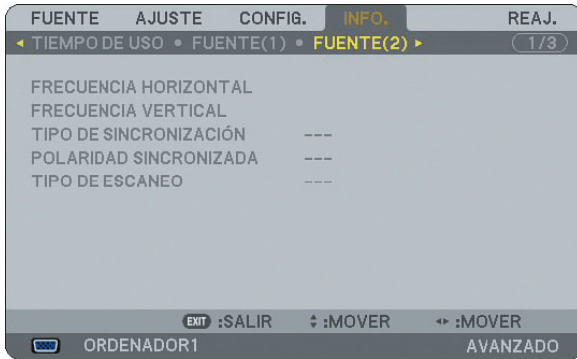 FUENTE AJUSTE CONFIG. INFO. REAJ.
TIEMPO DE USO • FUENTE(1) • FUENTE(2) 1/3
FRECUENCIA HORIZONTAL
FRECUENCIA VERTICAL
TIPO DE SINCRONIZACIÓN ---
POLARIDAD SINCRONIZADA ---
TIPO DE ESCANEO ---
EXIT :SALIR :MOVER :MOVER
ORDENADOR1 AVANZADO